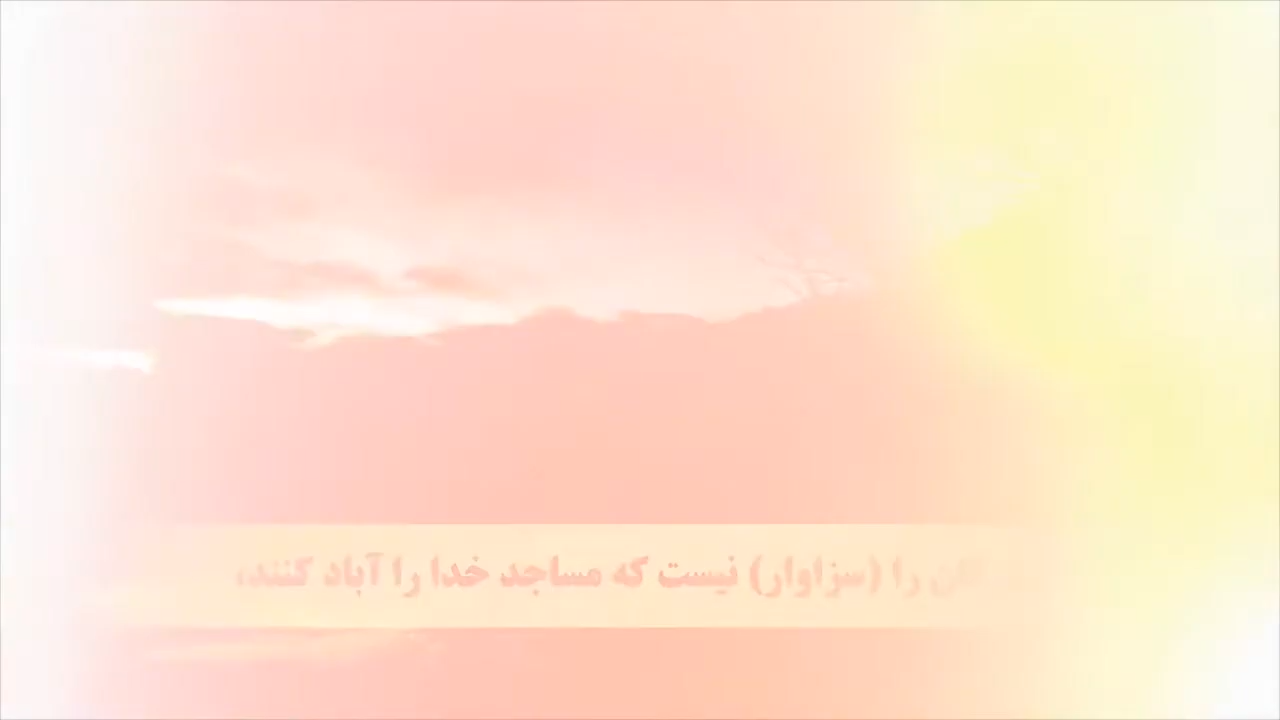 را (سزاوار) نیست که مساجد خدا را آباد کنند،